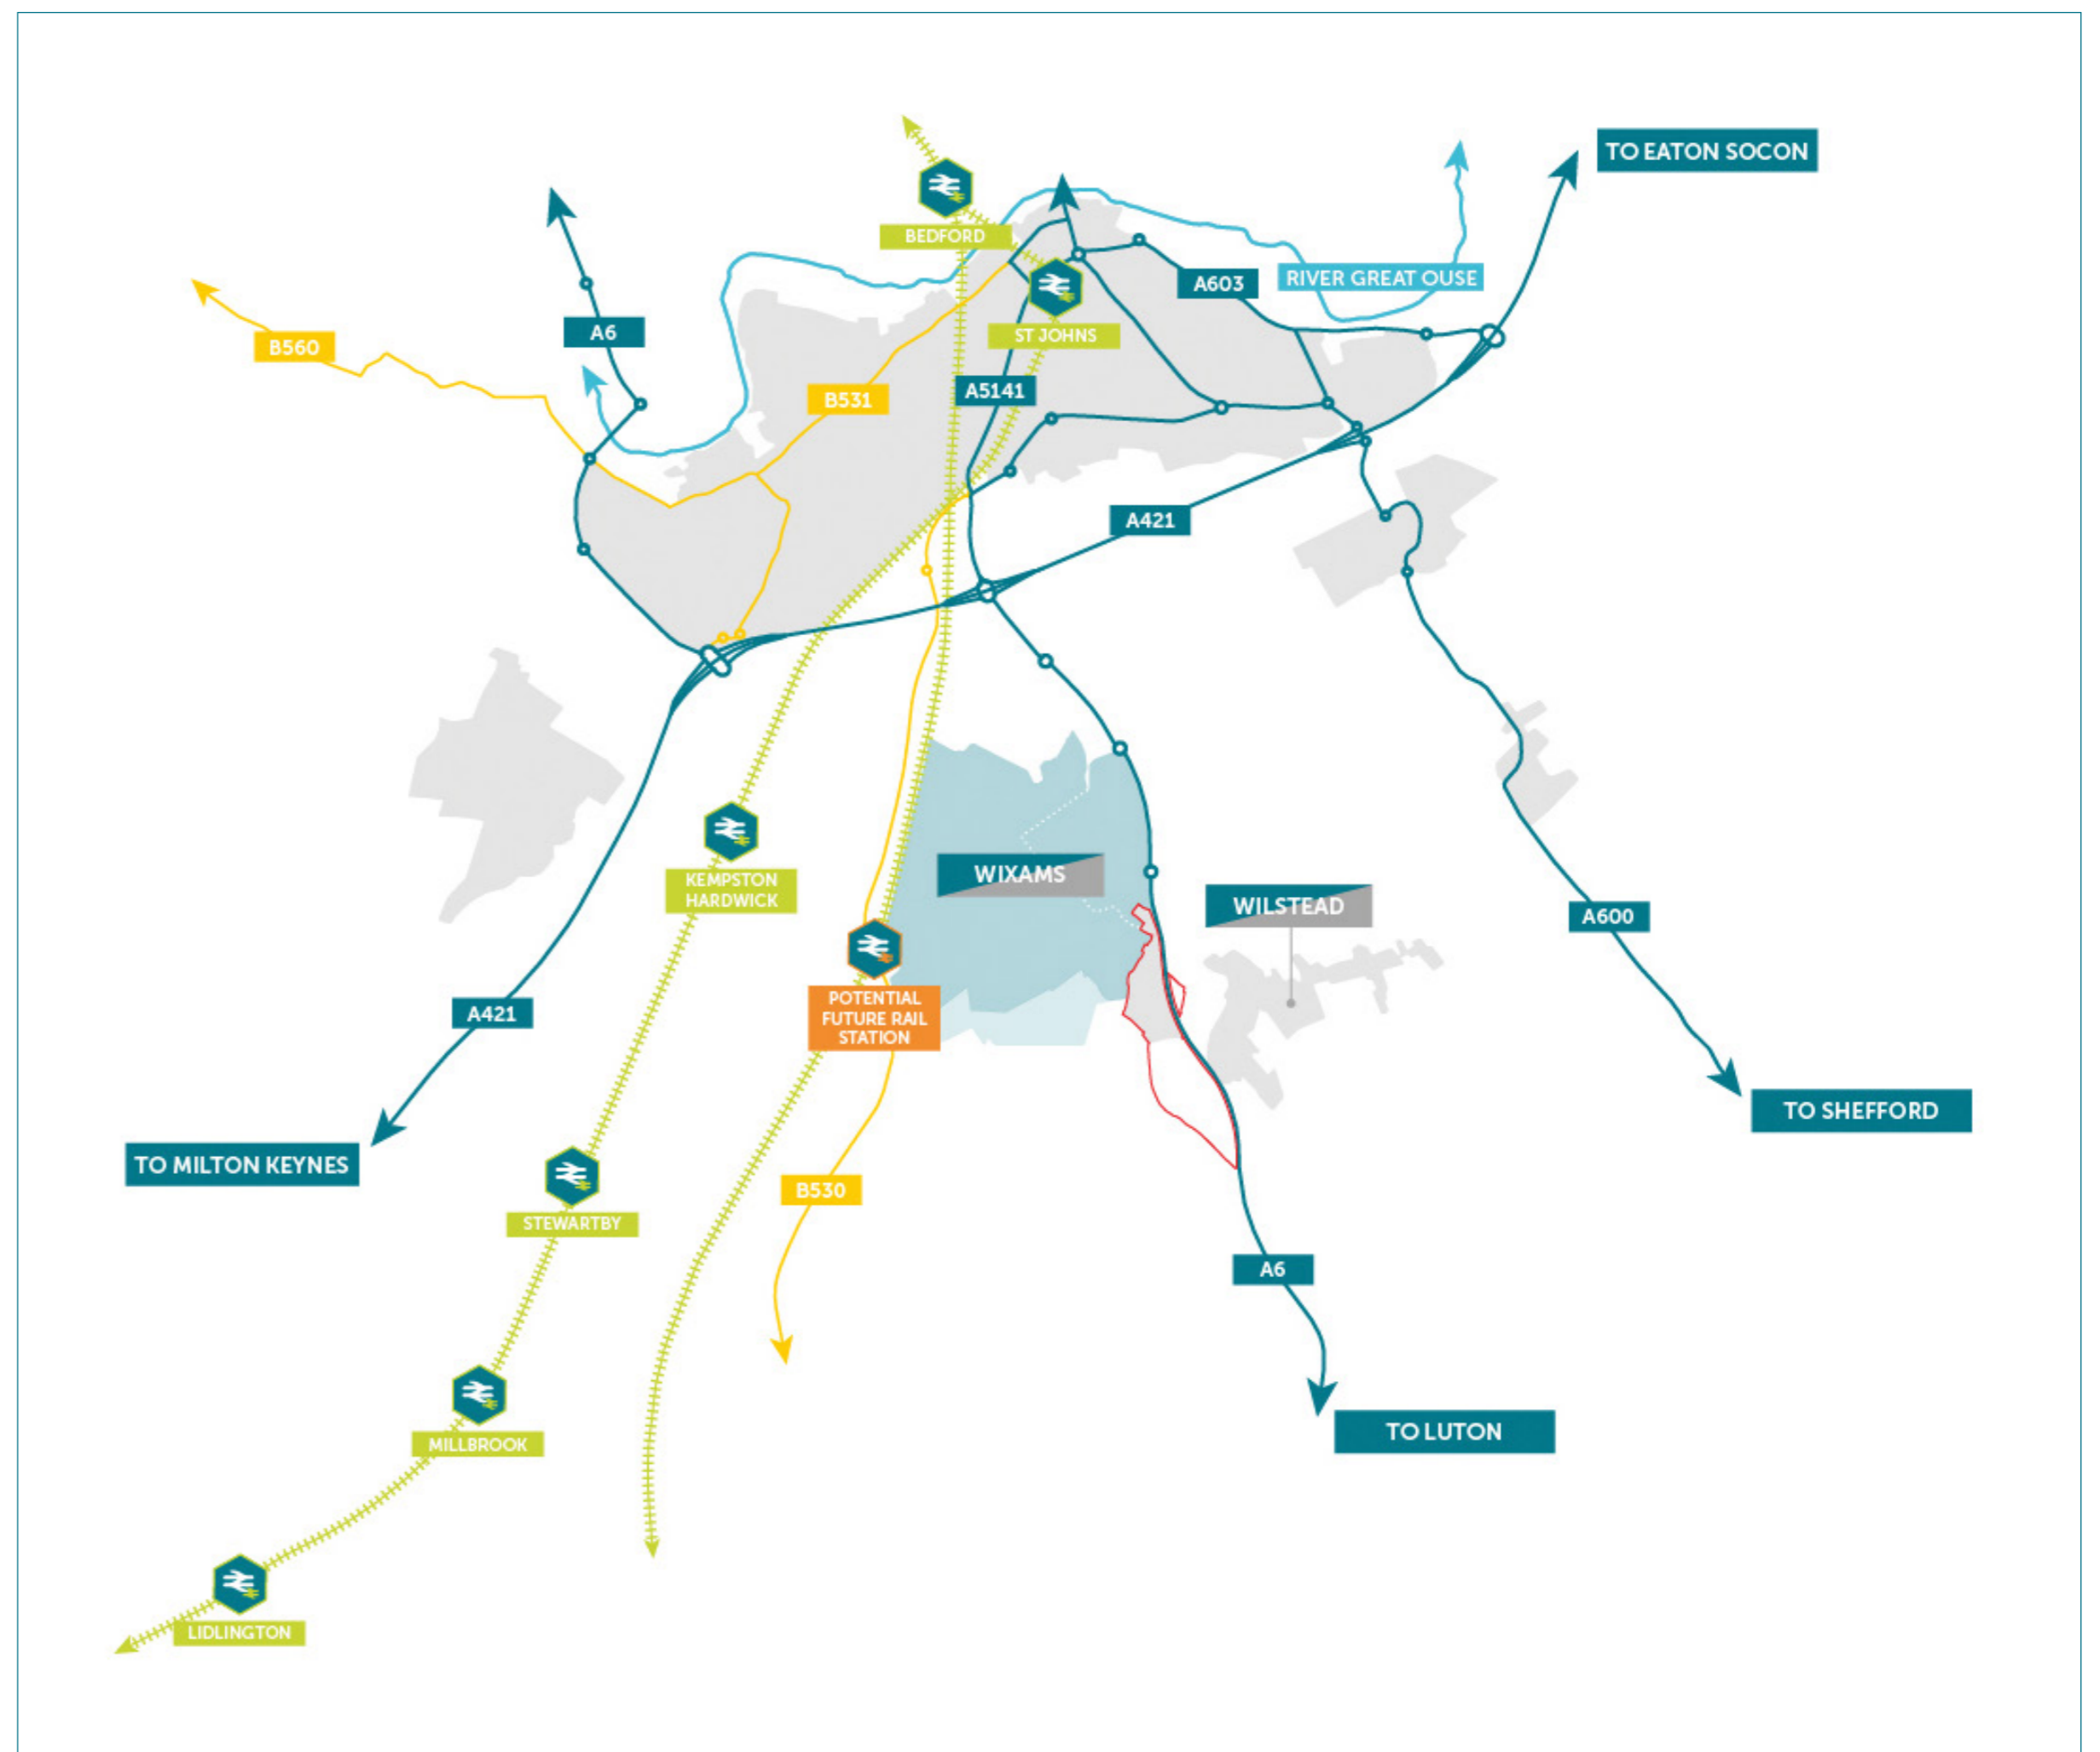 TO EATON SOCON
BEDFORD
RIVER GREAT OUSE
A603
A6
ST JOHNS
B560
A5141
B531
A421
WIXAMS
KEMPSTON
HARDWICK
WILSTEAD
A600
POTENTIAL
FUTURE RAIL
STATION
A421
TO SHEFFORD
TO MILTON KEYNES
B530
STEWARTBY
A6
TO LUTON
MILLBROOK
LIDLINGTON